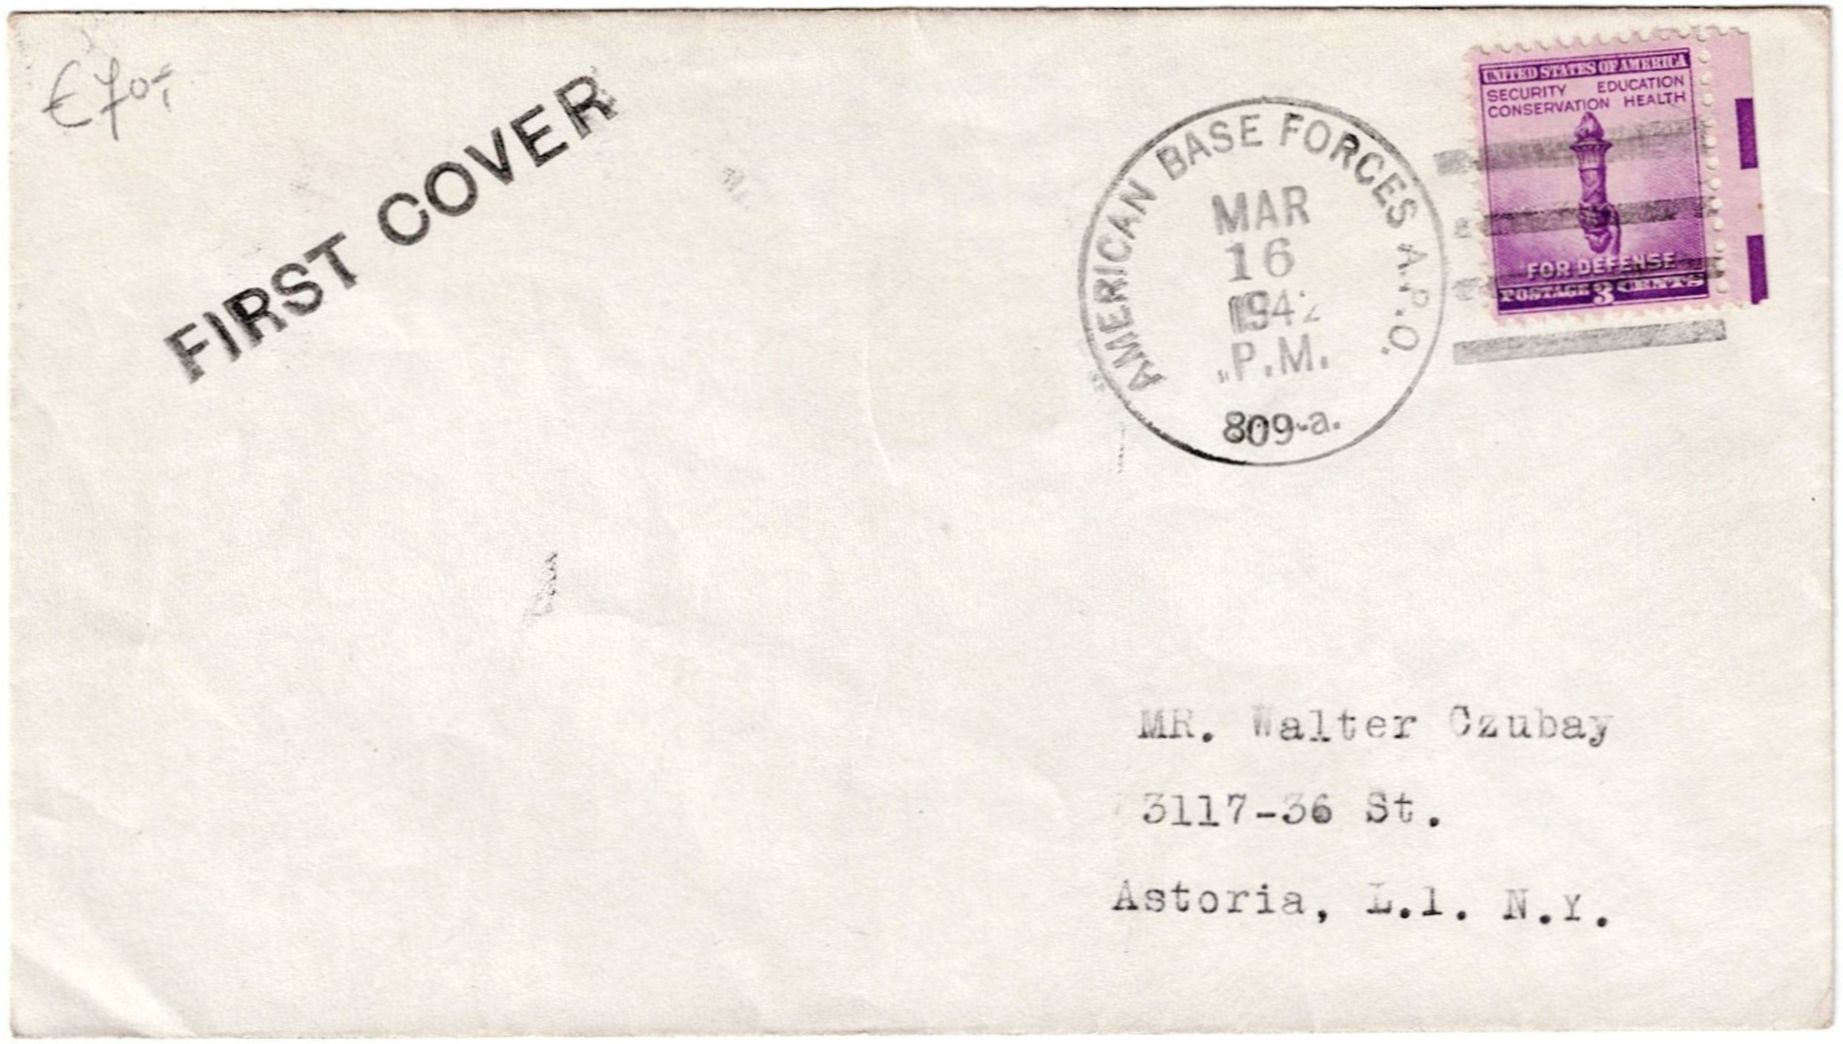 €70,-
FIRST COVER
AMERICAN BASE FORCES A.P.O.
MAR
16
1942
P.M.
809-a.
UNITED STATES OF AMERICA
SECURITY EDUCATION
CONSERVATION HEALTH
FOR DEFENSE
POSTAGE 3 CENTS
MR. Walter Czubay
3117-36 St.
Astoria, L.l. N.Y.